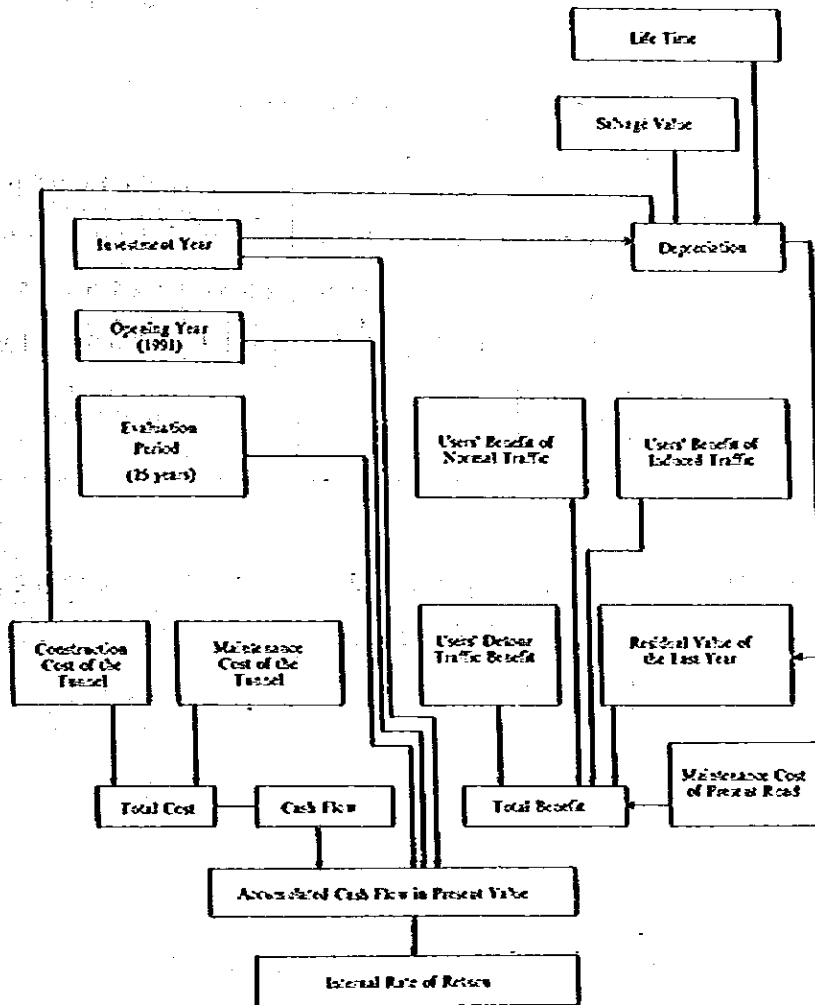 Life Time
Salvage Value
Investment Year
Depreciation
Opening Year
(1991)
Evaluation
Period
(25 years)
Users' Benefit of
Normal Traffic
Users' Benefit of
Induced Traffic
Construction
Cost of the
Tunnel
Maintenance
Cost of the
Tunnel
Users' Detour
Traffic Benefit
Residual Value of
the Last Year
Maintenance Cost
of Present Road
Total Cost
Cash Flow
Total Benefit
Accumulated Cash Flow in Present Value
Internal Rate of Return